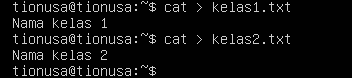 tionusa@tionusa:~$ cat > kelas1.txt
Nama kelas 1
tionusa@tionusa:~$ cat > kelas2.txt
Nama kelas 2
tionusa@tionusa:~$